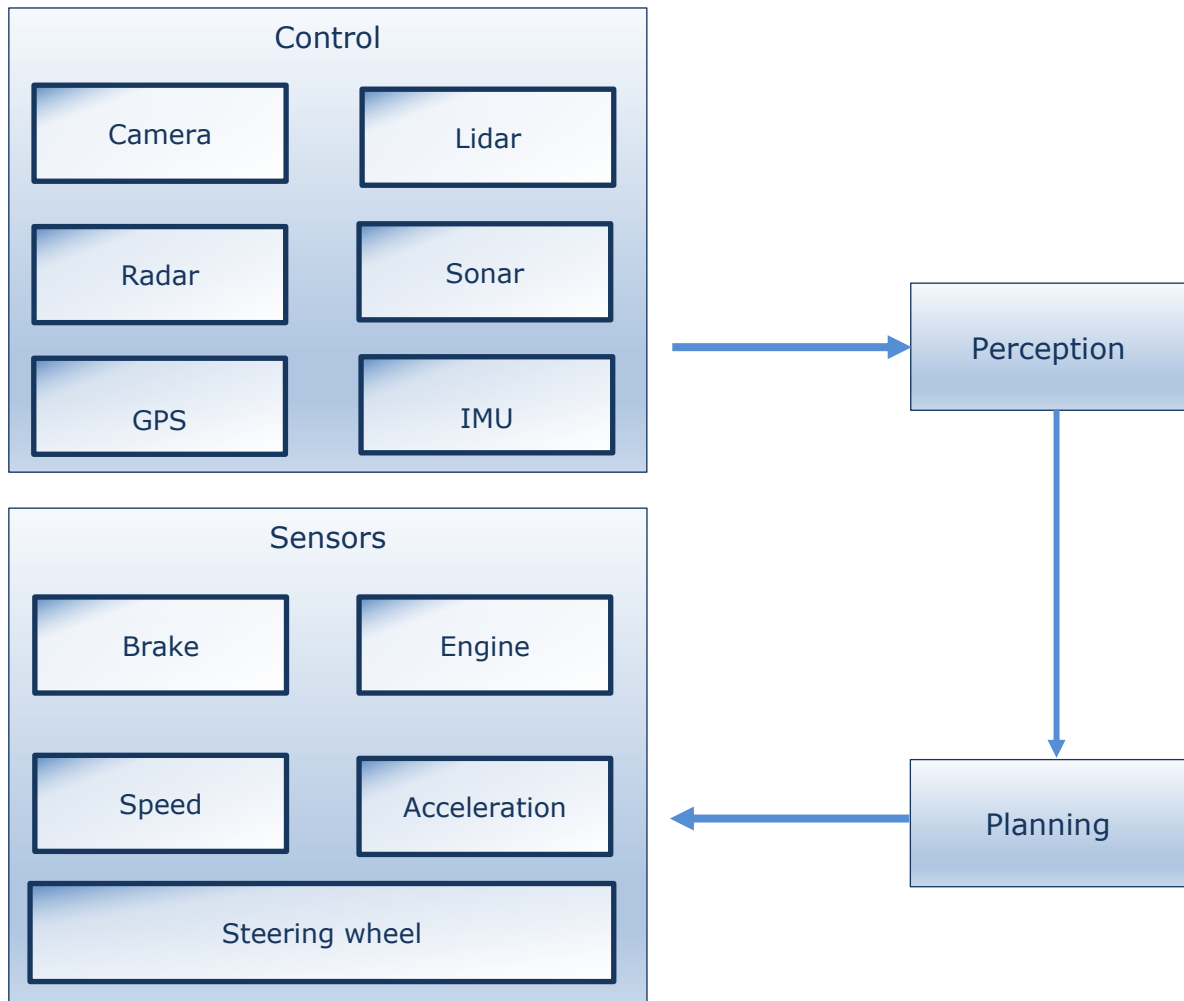 Control
Camera
Lidar
Radar
Sonar
GPS
IMU
Perception
Sensors
Brake
Engine
Speed
Acceleration
Steering wheel
Planning